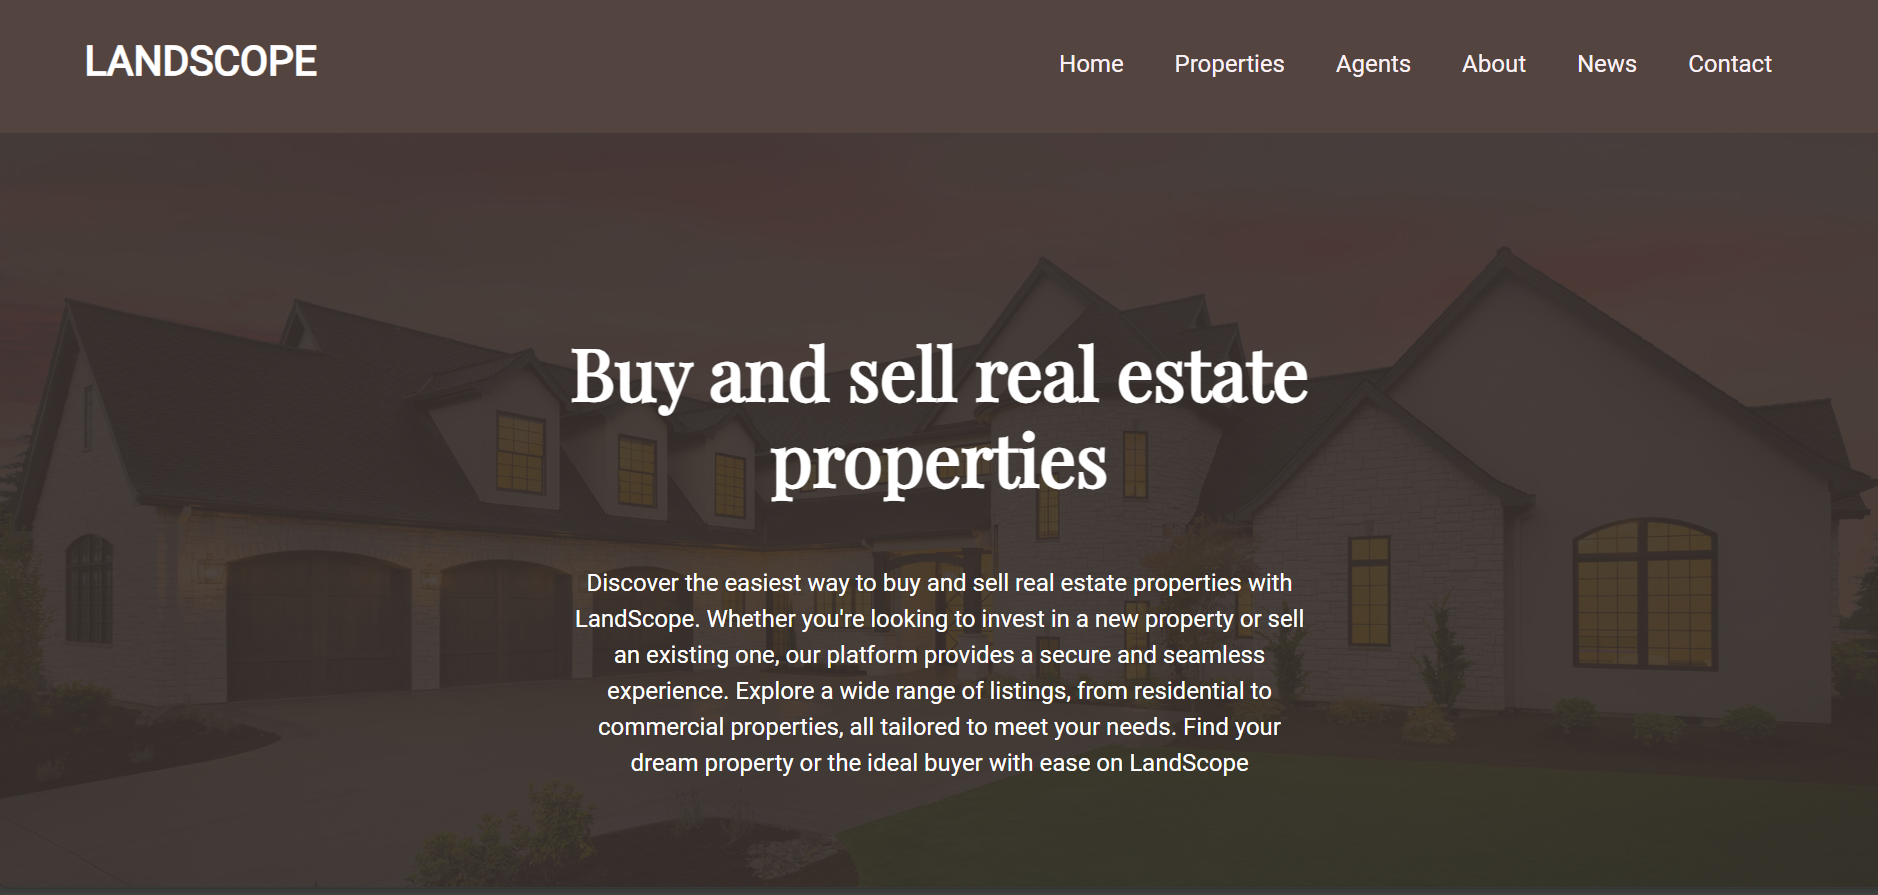 LANDSCOPE
Home Properties Agents About News Contact
Buy and sell real estate
properties
Discover the easiest way to buy and sell real estate properties with
LandScope. Whether you're looking to invest in a new property or sell
an existing one, our platform provides a secure and seamless
experience. Explore a wide range of listings, from residential to
commercial properties, all tailored to meet your needs. Find your
dream property or the ideal buyer with ease on LandScope